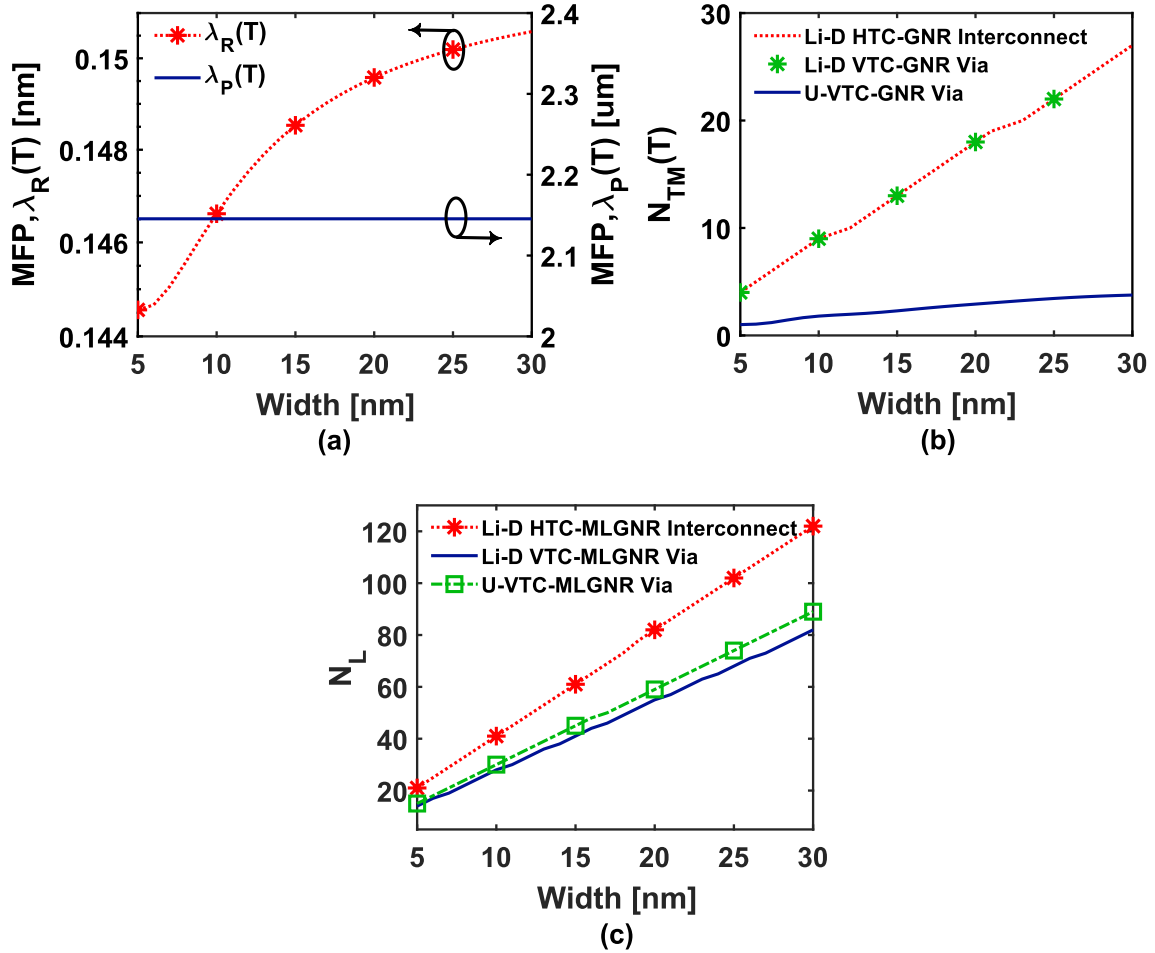 MFP, λR(T) [nm]
0.15
0.148
0.146
0.144
λR(T)
λP(T)
2.4
2.3
2.2
2.1
2
MFP, λP(T) [um]
5 10 15 20 25 30
Width [nm]
(a)
NTM(T)
30
20
10
0
Li-D HTC-GNR Interconnect
Li-D VTC-GNR Via
U-VTC-GNR Via
5 10 15 20 25 30
Width [nm]
(b)
NL
120
100
80
60
40
20
Li-D HTC-MLGNR Interconnect
Li-D VTC-MLGNR Via
U-VTC-MLGNR Via
5 10 15 20 25 30
Width [nm]
(c)